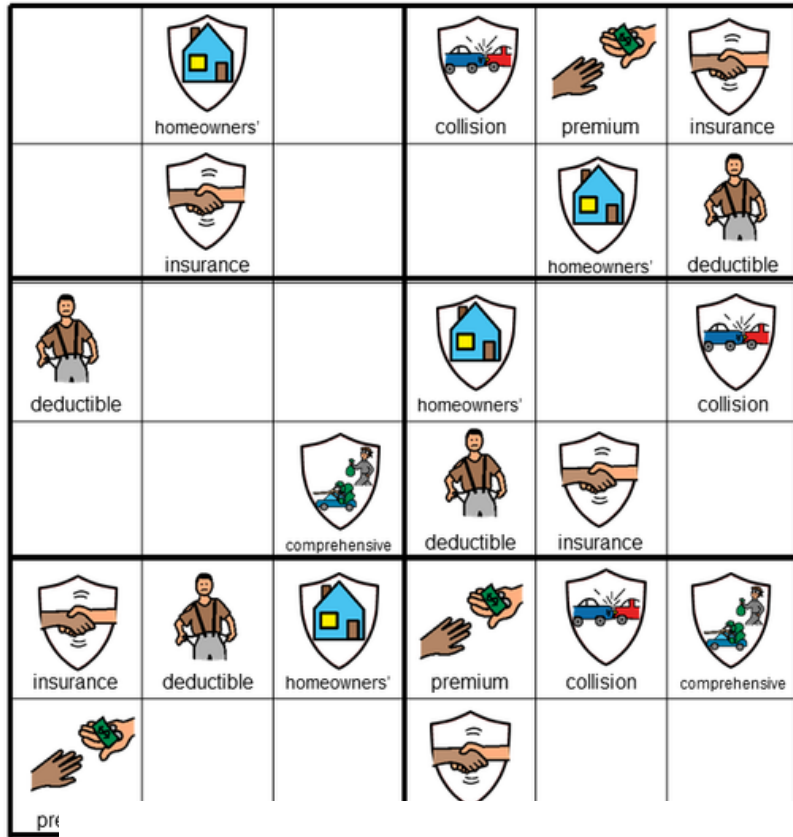 homeowners' collision premium insurance
insurance homeowners' deductible
deductible homeowners' collision
comprehensive deductible insurance
insurance deductible homeowners' premium collision comprehensive